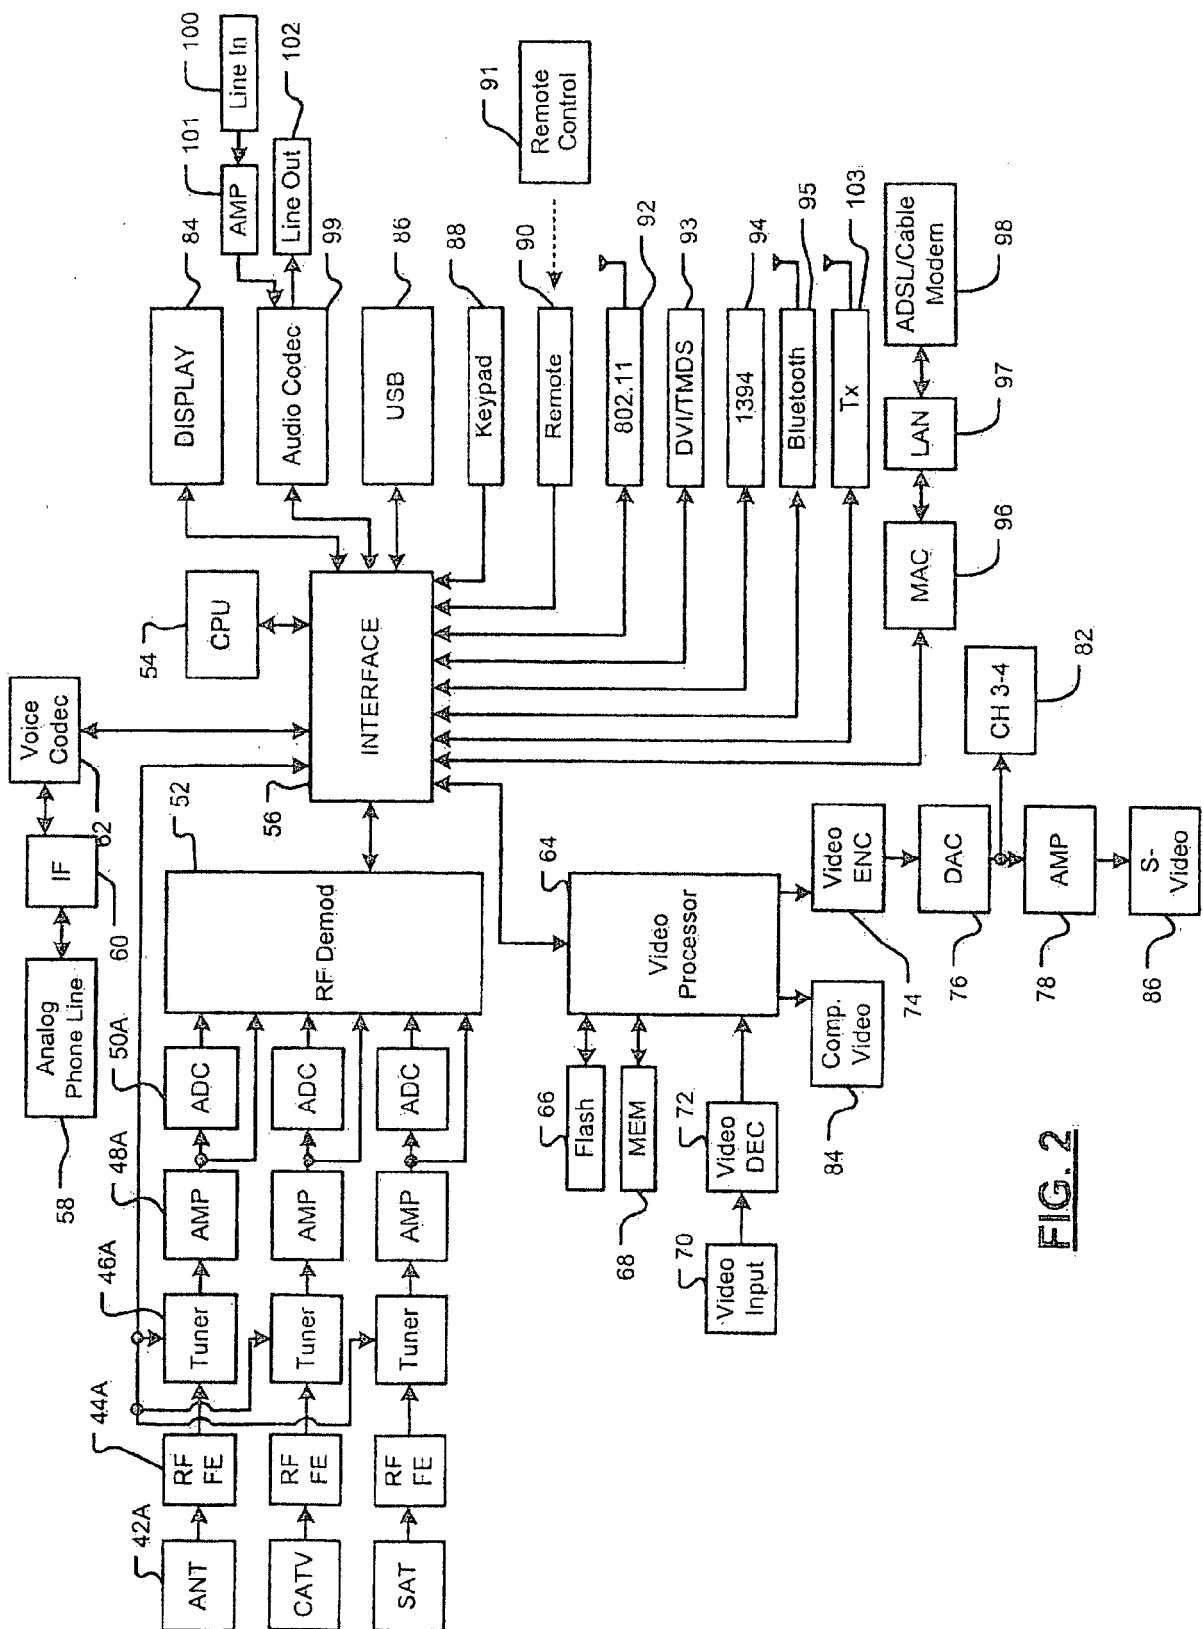 100
Line In
101
AMP
102
Line Out
84
DISPLAY
99
Audio Codec
86
USB
88
Keypad
90
Remote
91
Remote
Control
92
802.11
93
DVI/TMDS
94
1394
95
Bluetooth
103
Tx
98
ADSL/Cable
Modem
97
LAN
96
MAC
54
CPU
56
INTERFACE
62
Voice
Codec
60
IF
58
Analog
Phone Line
52
RF Demod
50A
ADC
ADC
ADC
48A
AMP
AMP
AMP
46A
Tuner
Tuner
Tuner
44A
RF
FE
RF
FE
RF
FE
42A
ANT
CATV
SAT
64
Video
Processor
66
Flash
MEM
68
70
Video
Input
72
Video
DEC
Video
ENC
74
DAC
76
CH 3-4
82
AMP
78
S-
Video
86
Comp.
Video
84
FIG. 2